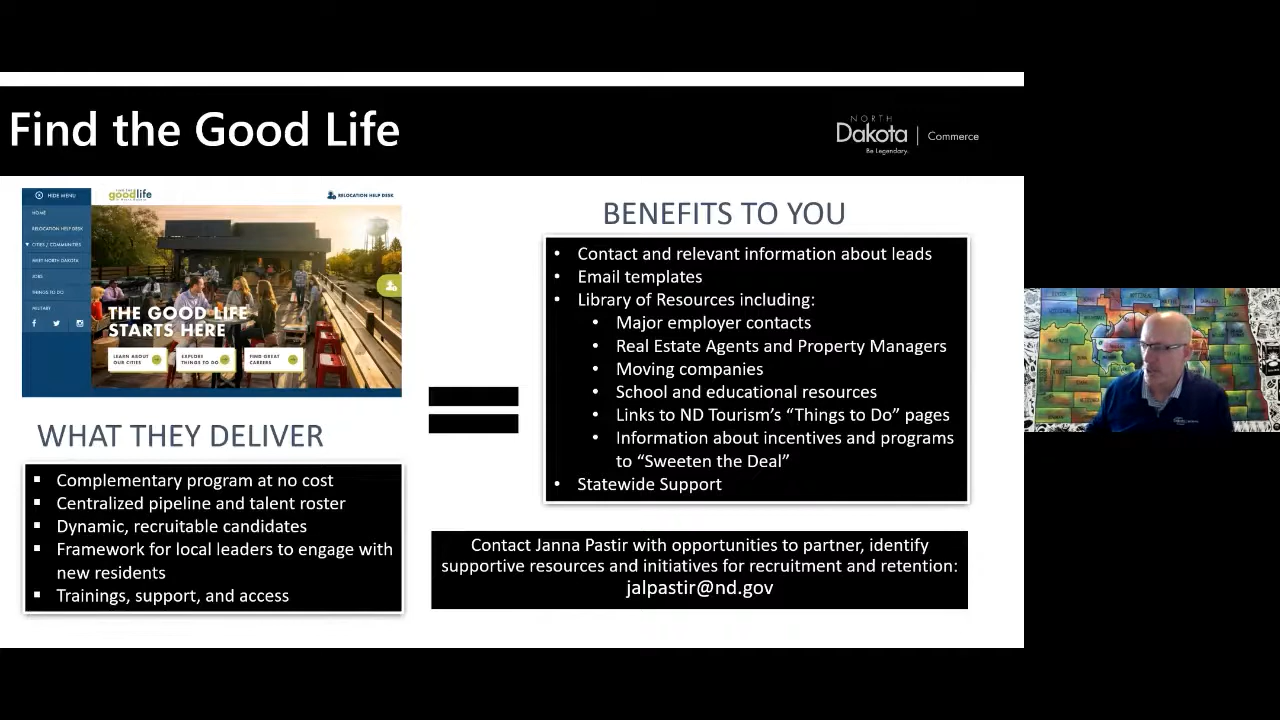 Find the Good Life
NORTH
Dakota
Be Legendary.
Commerce
HIDE MENU
HOME
RELOCATION HELP DESK
CITIES / COMMUNITIES
MEET NORTH DAKOTA
JOBS
THINGS TO DO
MILITARY
goodlife
RELOCATION HELP DESK
THE GOOD LIFE
STARTS HERE
LEARN ABOUT
OUR CITIES
EXPLORE
THINGS TO DO
FIND GREAT
CAREERS
WHAT THEY DELIVER
Complementary program at no cost
Centralized pipeline and talent roster
Dynamic, recruitable candidates
Framework for local leaders to engage with
new residents
Trainings, support, and access
BENEFITS TO YOU
• Contact and relevant information about leads
• Email templates
• Library of Resources including:
• Major employer contacts
• Real Estate Agents and Property Managers
• Moving companies
• School and educational resources
• Links to ND Tourism’s “Things to Do” pages
• Information about incentives and programs
to “Sweeten the Deal”
• Statewide Support
Contact Janna Pastir with opportunities to partner, identify
supportive resources and initiatives for recruitment and retention:
jalpastir@nd.gov